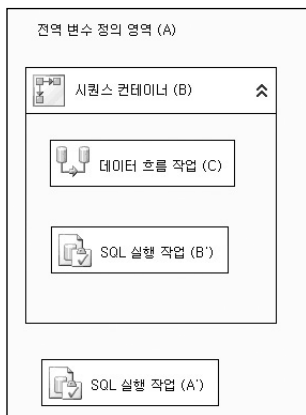 전역 변수 정의 영역 (A)
시퀀스 컨테이너 (B)
데이터 흐름 작업 (C)
SQL 실행 작업 (B')
SQL 실행 작업 (A')